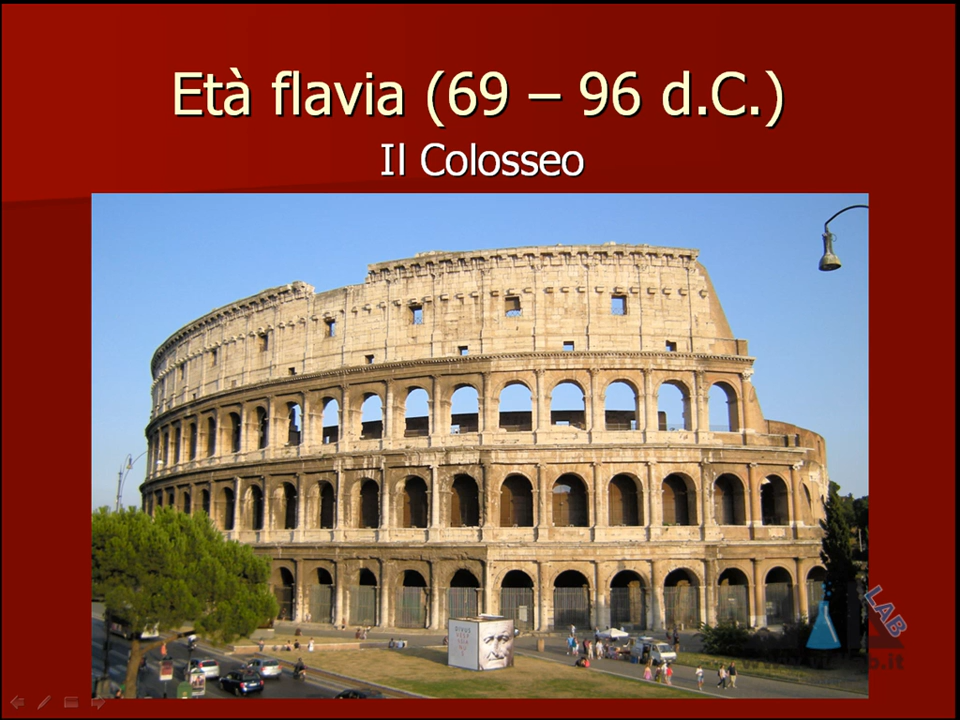 Età flavia (69 – 96 d.C.)
Il Colosseo
LAB